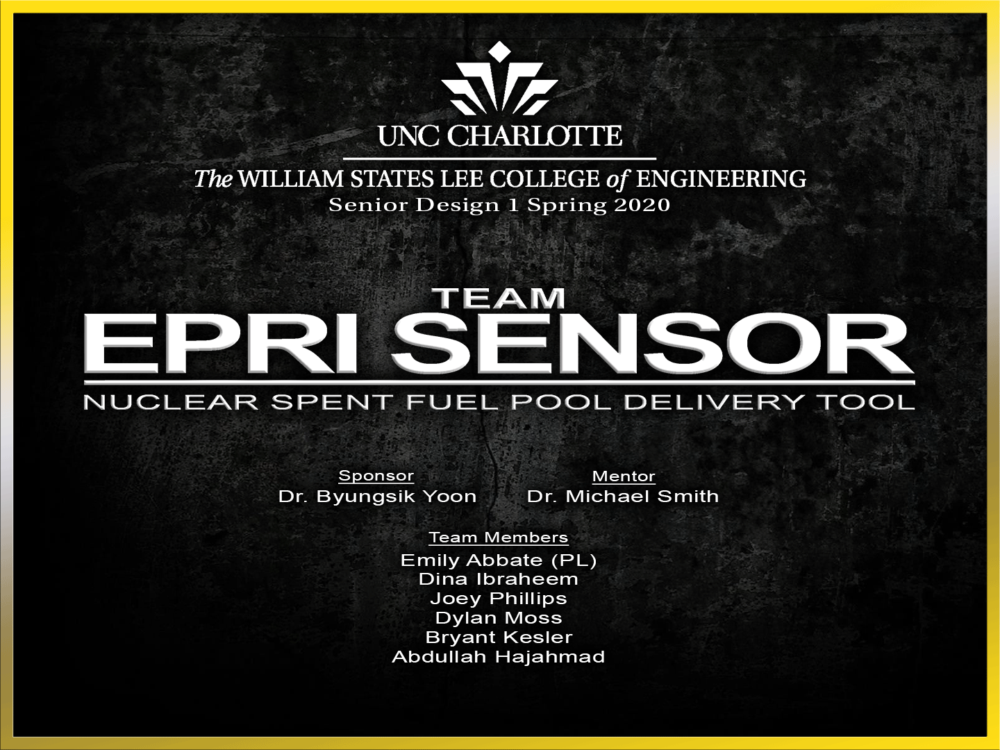 UNC CHARLOTTE
The WILLIAM STATES LEE COLLEGE of ENGINEERING
Senior Design 1 Spring 2020
TEAM
EPRI SENSOR
NUCLEAR SPENT FUEL POOL DELIVERY TOOL
Sponsor
Dr. Byungsik Yoon
Mentor
Dr. Michael Smith
Team Members
Emily Abbate (PL)
Dina Ibraheem
Joey Phillips
Dylan Moss
Bryant Kesler
Abdullah Hajahmad